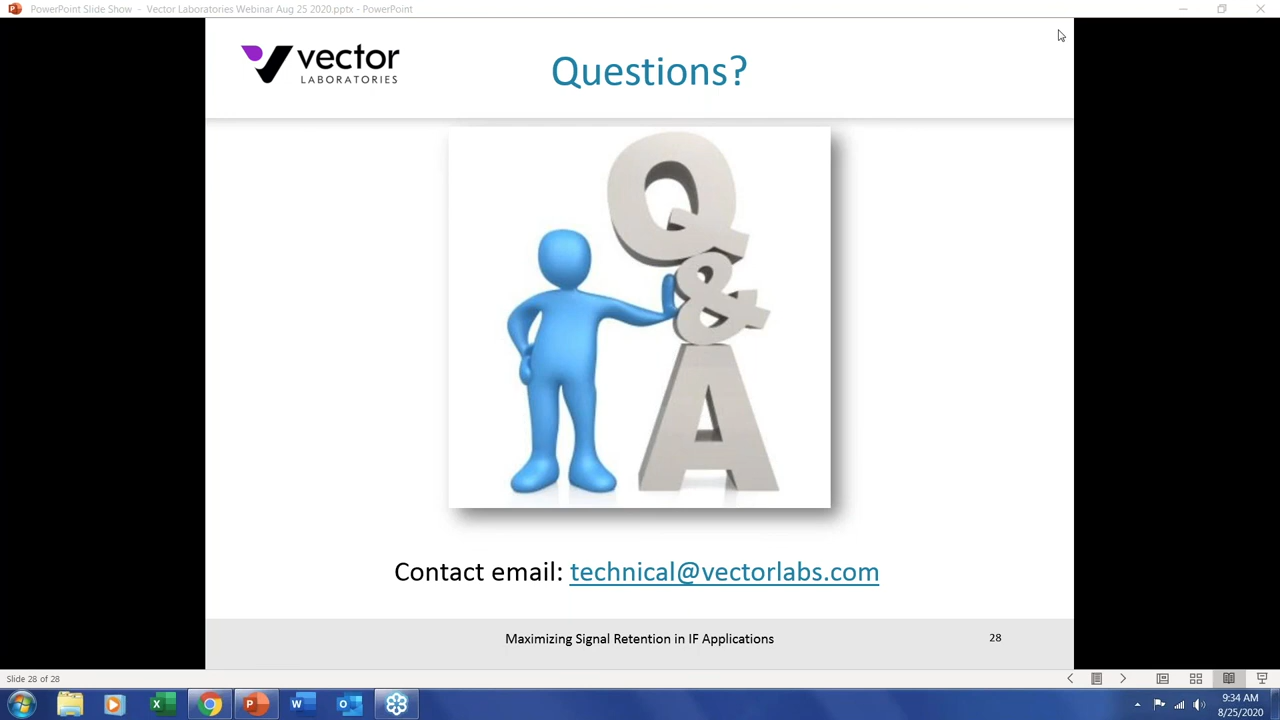 PowerPoint Slide Show - Vector Laboratories Webinar Aug 25 2020.pptx - PowerPoint
vector
LABORATORIES
Questions?
Q
&
A
Contact email: technical@vectorlabs.com
Maximizing Signal Retention in IF Applications
28
Slide 28 of 28
9:34 AM
8/25/2020